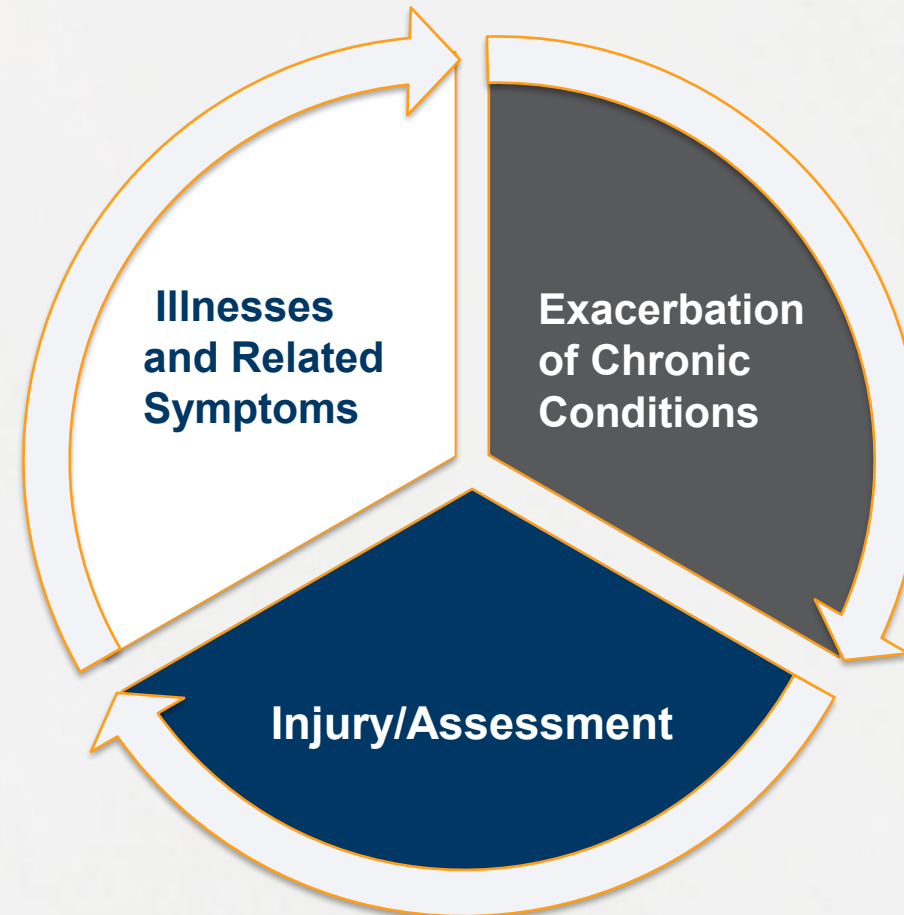 Illnesses
and Related
Symptoms
Exacerbation
of Chronic
Conditions
Injury/Assessment